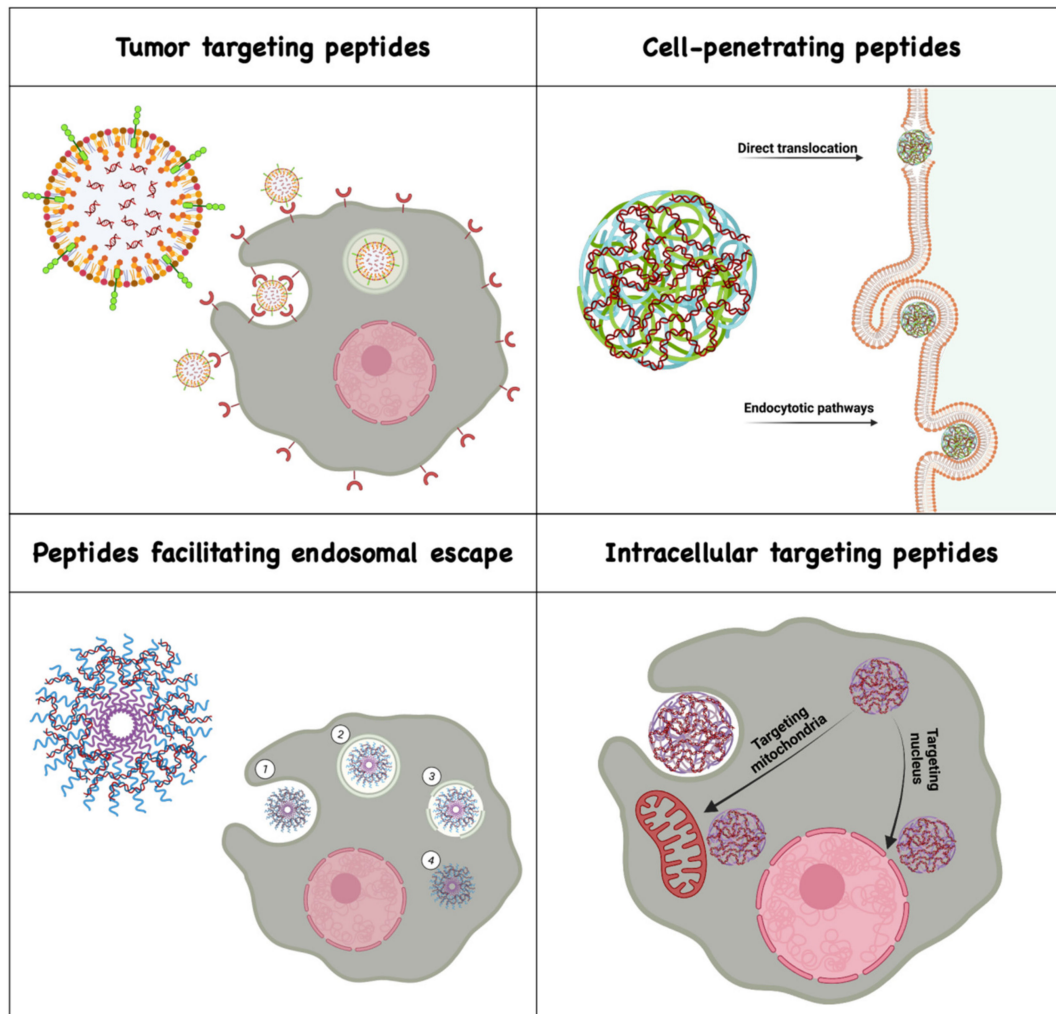 Tumor targeting peptides
Cell-penetrating peptides
Direct translocation
Endocytotic pathways
Peptides facilitating endosomal escape
Intracellular targeting peptides
1
2
3
4
Targeting
mitochondria
Targeting
nucleus